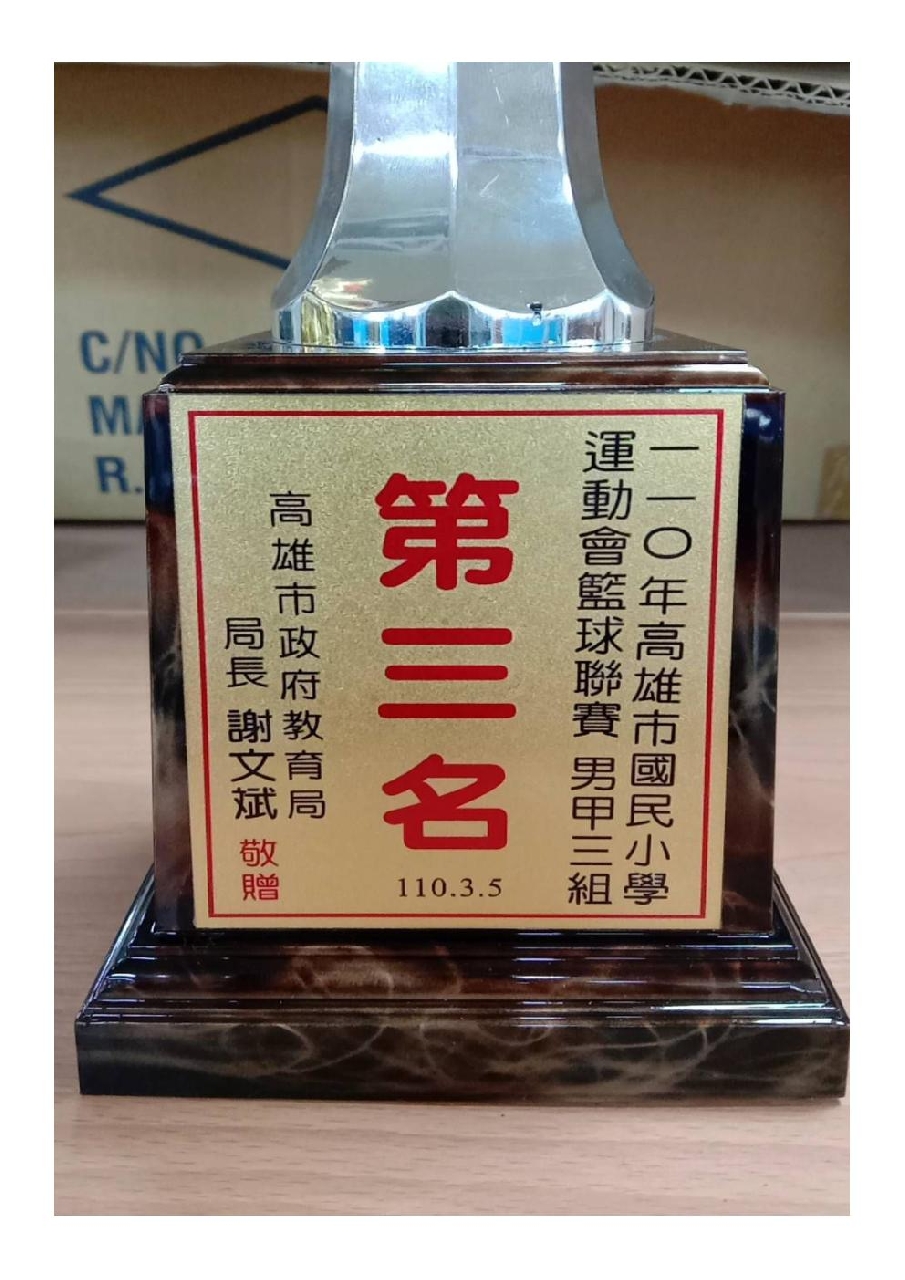 一一〇年高雄市國民小學
運動會籃球聯賽 男甲三組
第三名
110.3.5
高雄市政府教育局
局長 謝文斌 敬贈
C/NO
R.